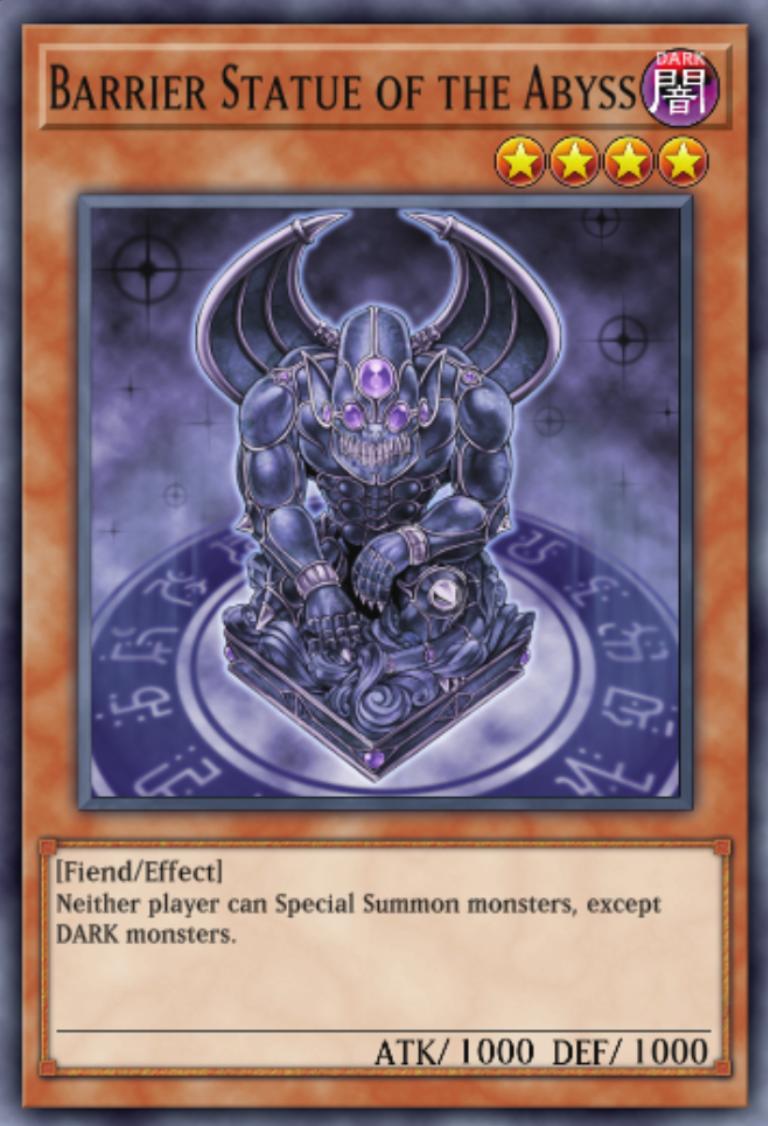 Barrier Statue of the Abyss
DARK
闇
[Fiend/Effect]
Neither player can Special Summon monsters, except
DARK monsters.
ATK/ 1000 DEF/ 1000